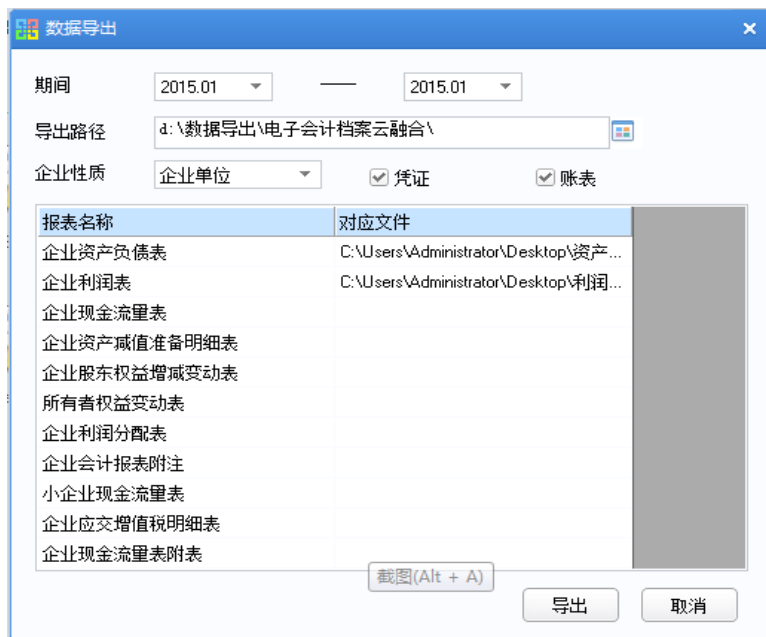 数据导出
期间 2015.01 —— 2015.01
导出路径 d:\数据导出\电子会计档案云融合\
企业性质 企业单位 凭证 账表
报表名称 对应文件
企业资产负债表 C:\Users\Administrator\Desktop\资产...
企业利润表 C:\Users\Administrator\Desktop\利润...
企业现金流量表
企业资产减值准备明细表
企业股东权益增减变动表
所有者权益变动表
企业利润分配表
企业会计报表附注
小企业现金流量表
企业应交增值税明细表
企业现金流量表附表
截图(Alt + A)
导出 取消